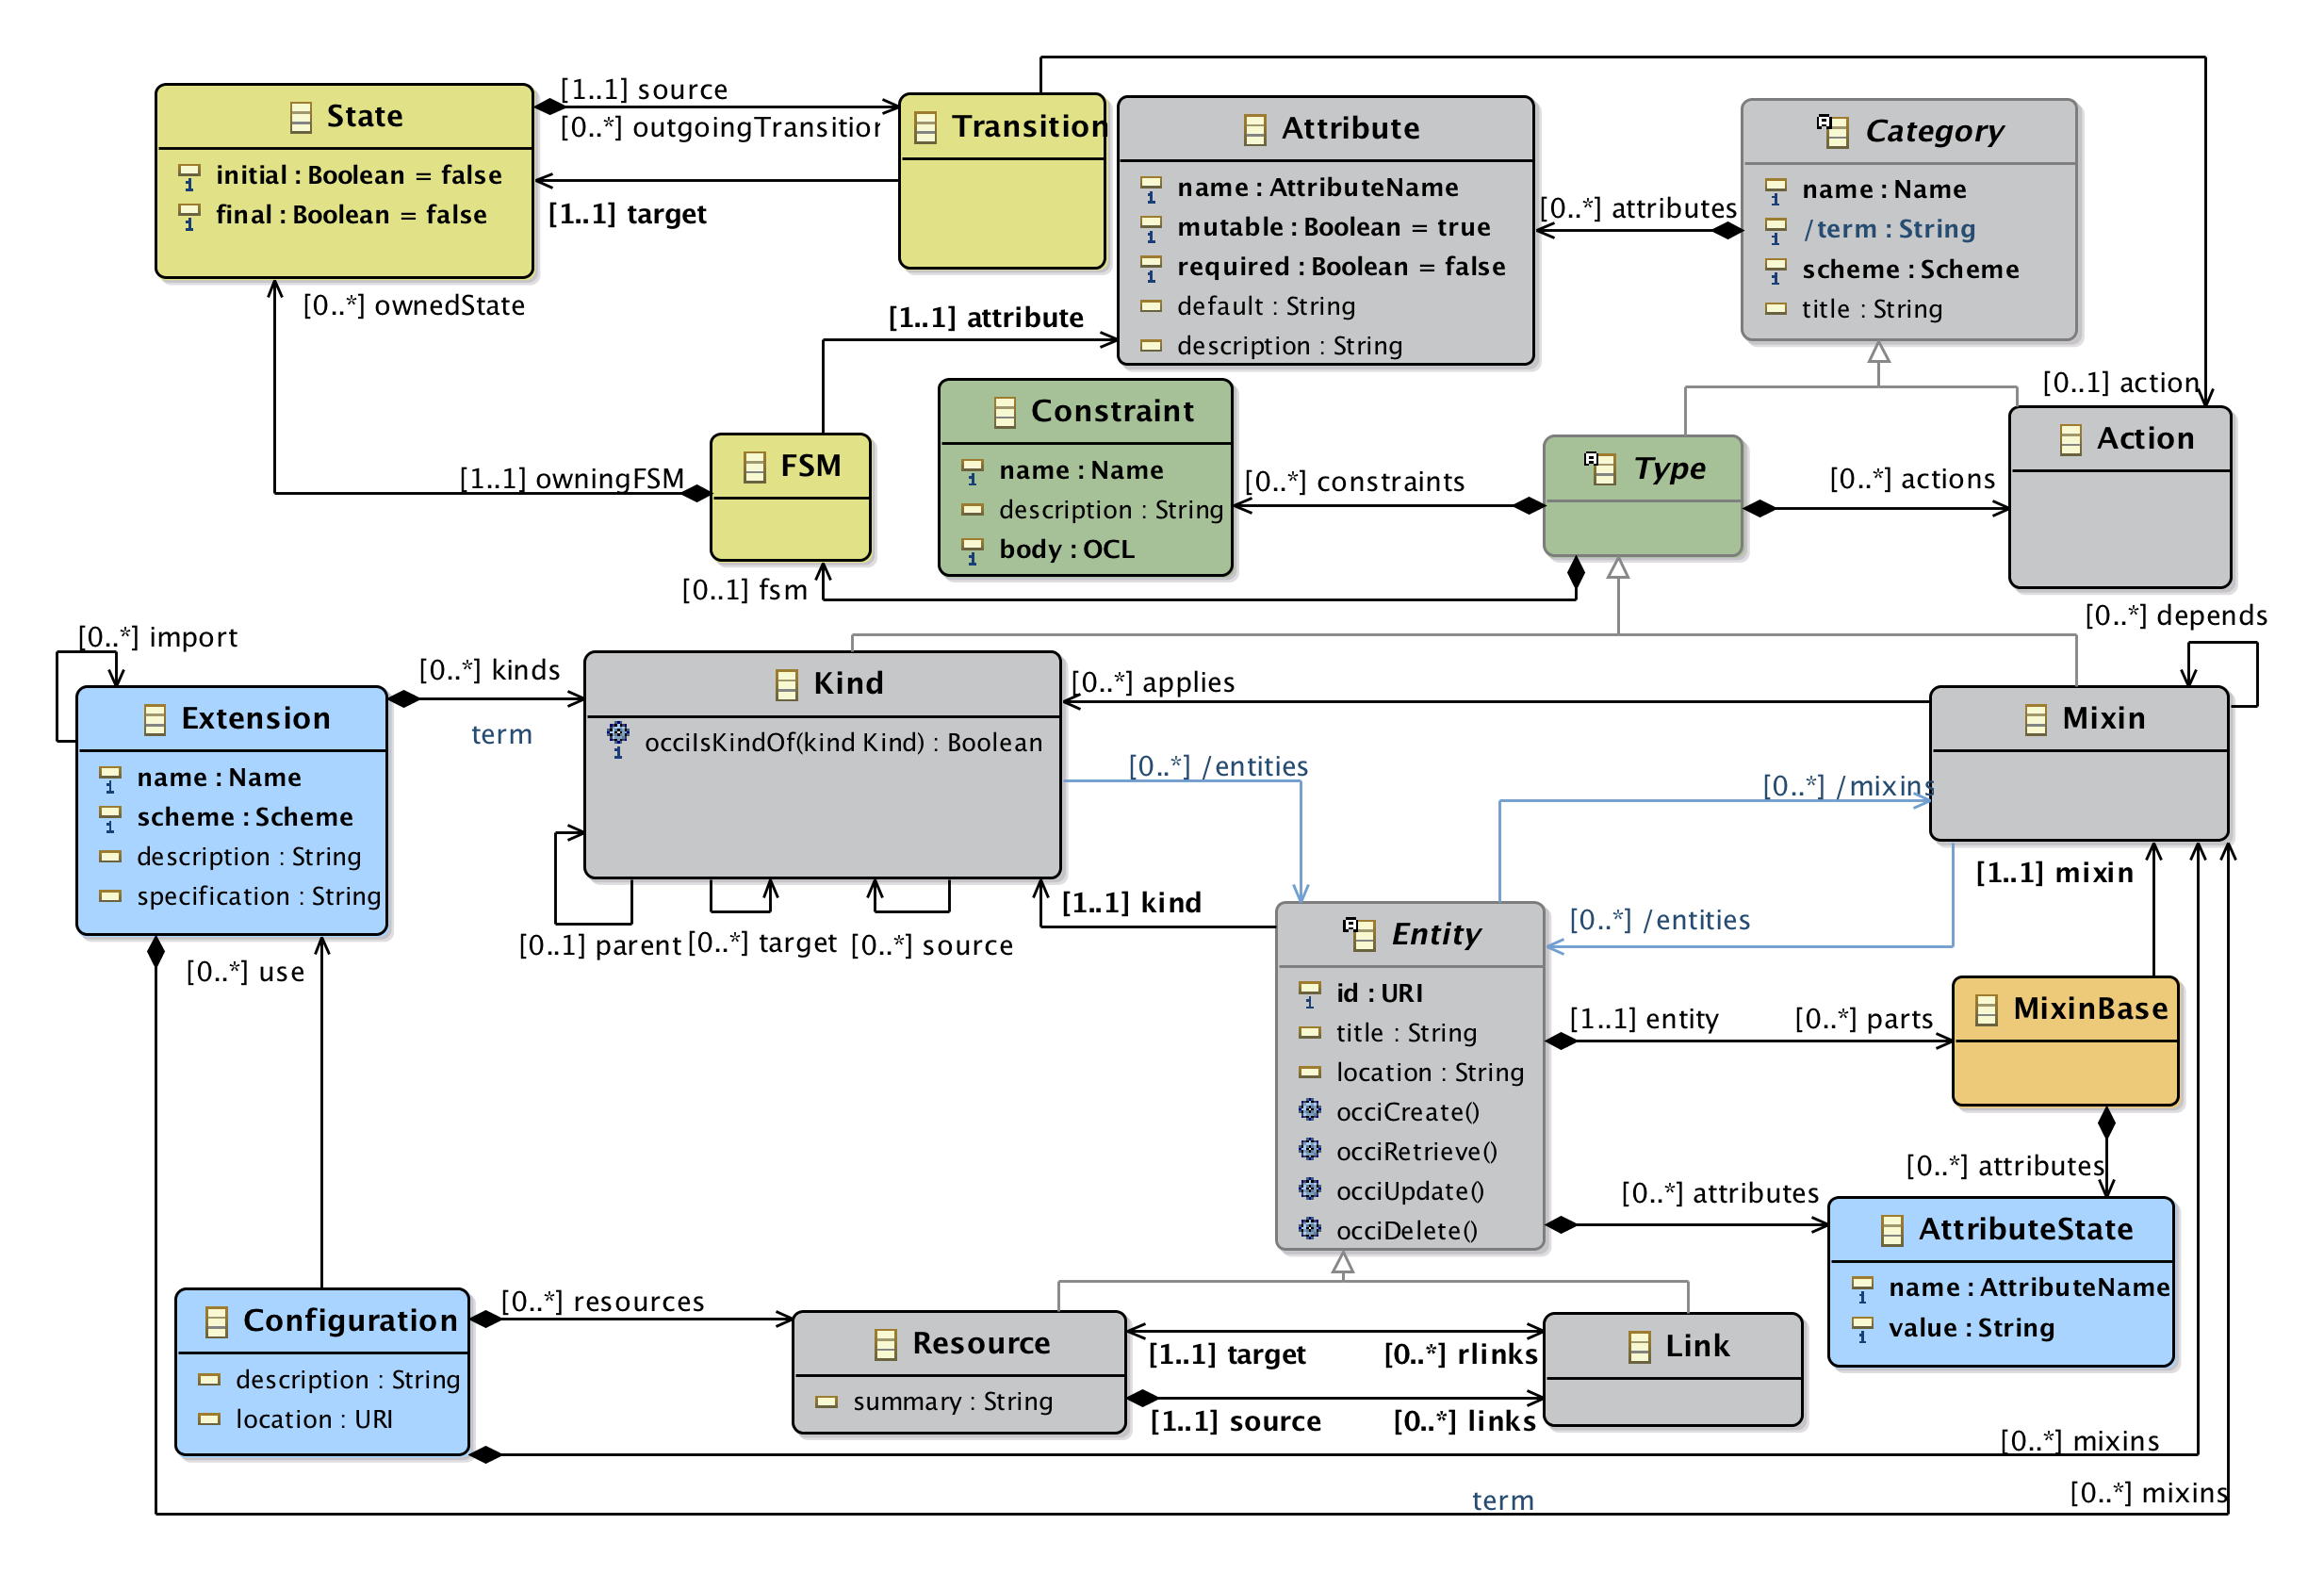 State
initial : Boolean = false
final : Boolean = false
[1..1] source
[0..*] outgoingTransition
[1..1] target
Transition
Attribute
name : AttributeName
mutable : Boolean = true
required : Boolean = false
default : String
description : String
[0..*] attributes
Category
name : Name
/term : String
scheme : Scheme
title : String
[0..*] ownedState
[1..1] attribute
[0..1] action
Constraint
name : Name
description : String
body : OCL
[1..1] owningFSM
FSM
[0..*] constraints
Type
[0..*] actions
Action
[0..1] fsm
[0..*] depends
[0..*] import
[0..*] kinds
term
Extension
name : Name
scheme : Scheme
description : String
specification : String
Kind
occiIsKindOf(kind Kind) : Boolean
[0..*] applies
Mixin
[0..*] /entities
[0..*] /mixins
[1..1] mixin
[1..1] kind
[0..*] /entities
[0..1] parent
[0..*] target
[0..*] source
[0..*] use
Entity
id : URI
title : String
location : String
occiCreate()
occiRetrieve()
occiUpdate()
occiDelete()
[1..1] entity
[0..*] parts
MixinBase
[0..*] attributes
[0..*] attributes
AttributeState
name : AttributeName
value : String
Configuration
description : String
location : URI
[0..*] resources
Resource
summary : String
[1..1] target
[0..*] rlinks
[1..1] source
[0..*] links
Link
[0..*] mixins
[0..*] mixins
term